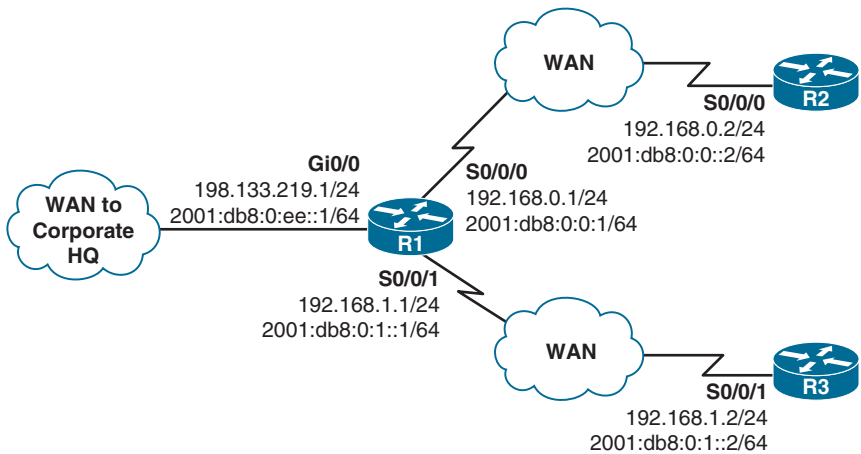 WAN
S0/0/0
192.168.0.2/24
2001:db8:0:0::2/64
R2
Gi0/0
198.133.219.1/24
2001:db8:0:ee::1/64
S0/0/0
192.168.0.1/24
2001:db8:0:0:1/64
WAN to
Corporate
HQ
R1
S0/0/1
192.168.1.1/24
2001:db8:0:1::1/64
WAN
S0/0/1
192.168.1.2/24
2001:db8:0:1::2/64
R3